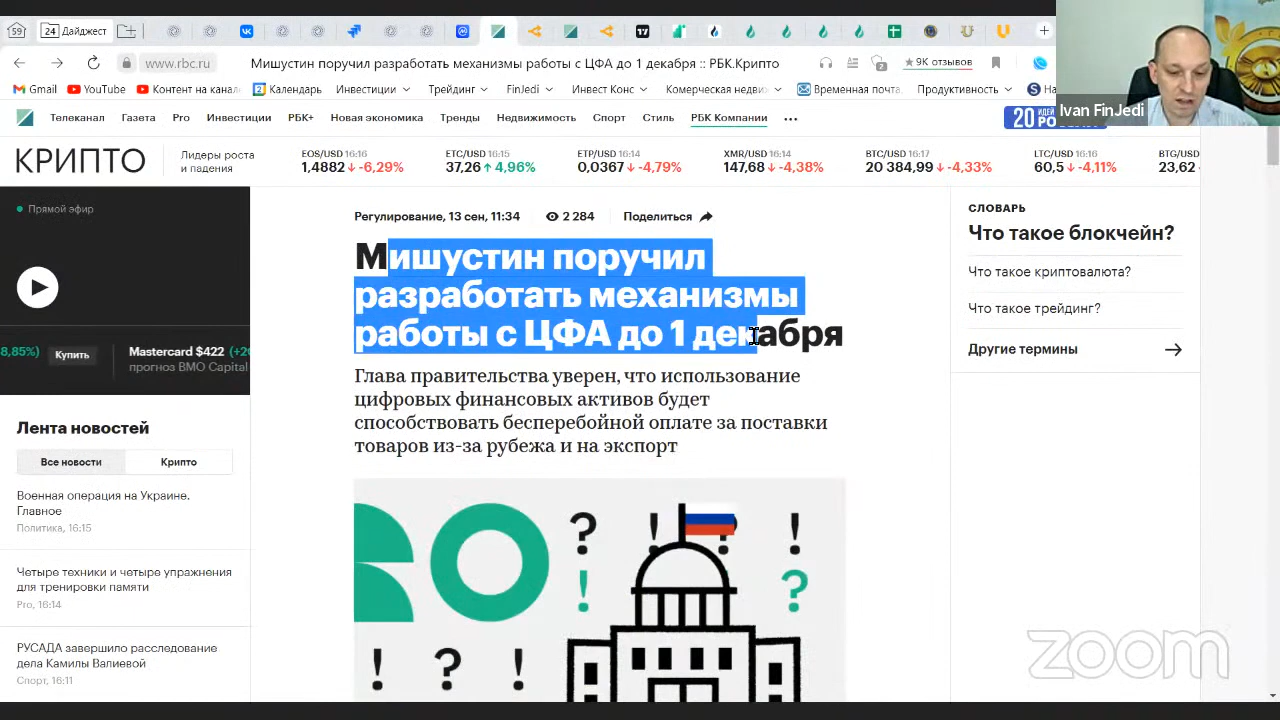 59
24 Дайджест
www.rbc.ru
Мишустин поручил разработать механизмы работы с ЦФА до 1 декабря :: РБК.Крипто
★ 9K отзывов
Gmail
YouTube
Контент на канале
Календарь
Инвестиции
Трейдинг
FinJedi
Инвест Конс
Комерческая недви
Временная почта
Продуктивность
Ivan FinJedi
Телеканал
Газета
Pro
Инвестиции
РБК+
Новая экономика
Тренды
Недвижимость
Спорт
Стиль
РБК Компании
20
КРИПТО
Лидеры роста
и падения
EOS/USD 16:16
1,4882 ↓ -6,29%
ETC/USD 16:15
37,26 ↑ 4,96%
ETP/USD 16:14
0,0367 ↓ -4,79%
XMR/USD 16:14
147,68 ↓ -4,38%
BTC/USD 16:17
20 384,99 ↓ -4,33%
LTC/USD 16:16
60,5 ↓ -4,11%
BTG/USD
23,62
Прямой эфир
8,85%)
Купить
Mastercard $422
прогноз BMO Capital
Лента новостей
Все новости
Крипто
Военная операция на Украине.
Главное
Политика, 16:15
Четыре техники и четыре упражнения
для тренировки памяти
Pro, 16:14
РУСАДА завершило расследование
дела Камилы Валиевой
Спорт, 16:11
Регулирование, 13 сен, 11:34
2 284
Поделиться
Мишустин поручил
разработать механизмы
работы с ЦФА до 1 декабря
Глава правительства уверен, что использование
цифровых финансовых активов будет
способствовать бесперебойной оплате за поставки
товаров из-за рубежа и на экспорт
? ! ? !
! ?
! ? !
СЛОВАРЬ
Что такое блокчейн?
Что такое криптовалюта?
Что такое трейдинг?
Другие термины
zoom